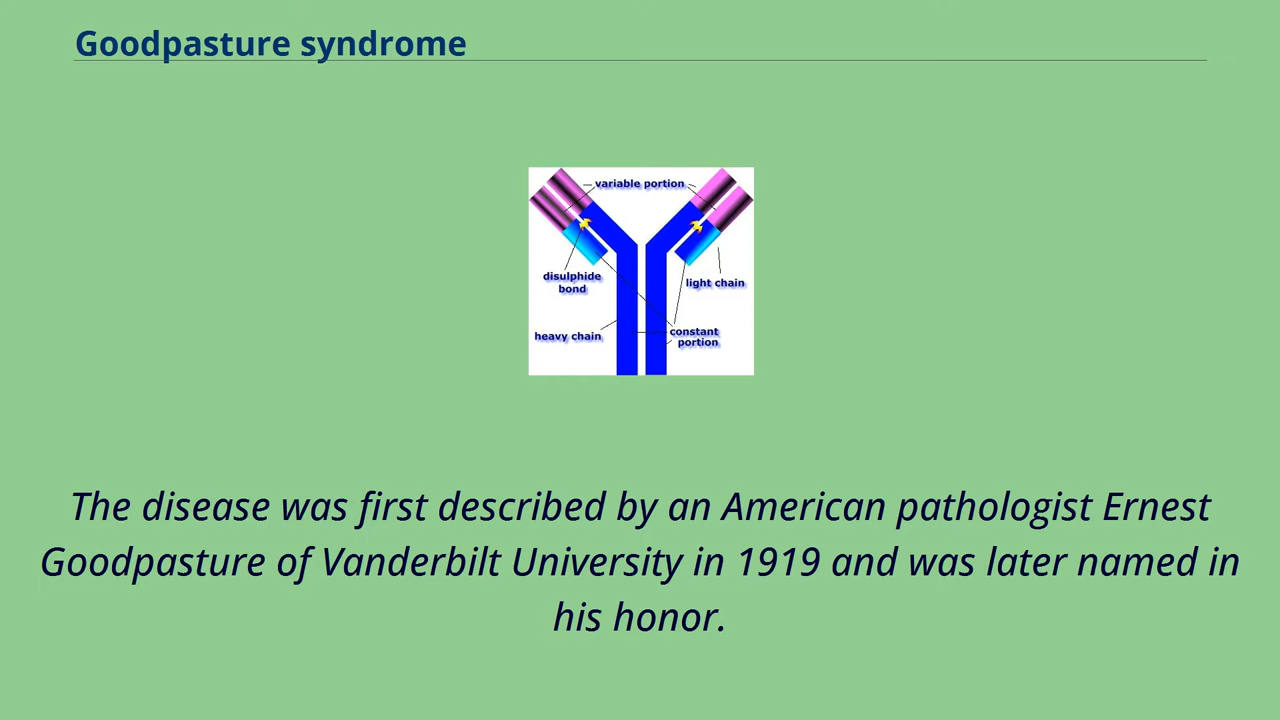 Goodpasture syndrome
variable portion
disulphide
bond
light chain
heavy chain
constant
portion
The disease was first described by an American pathologist Ernest
Goodpasture of Vanderbilt University in 1919 and was later named in
his honor.